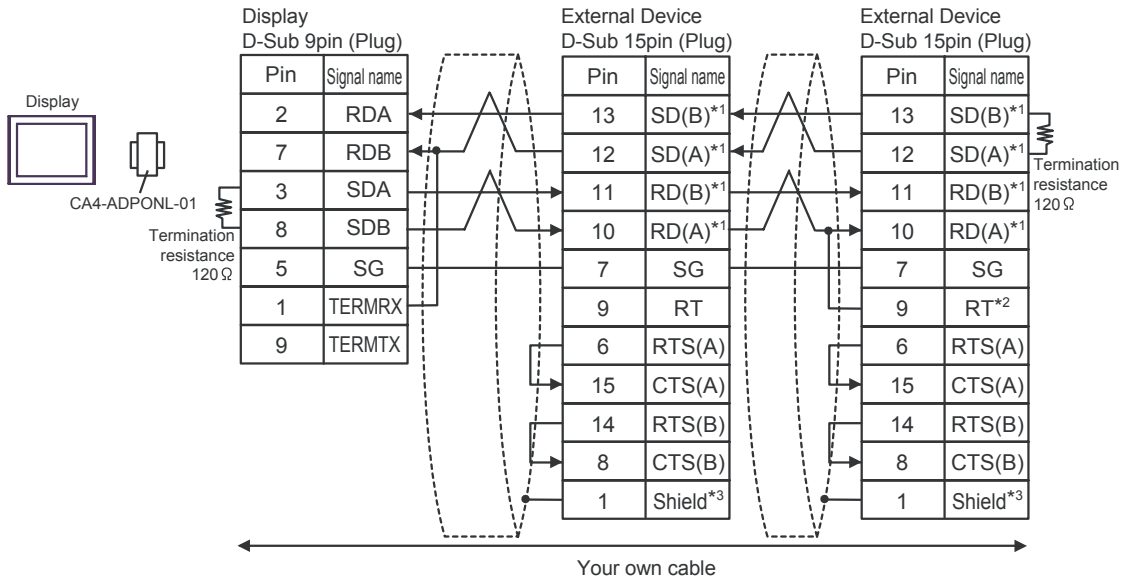 Display
D-Sub 9pin (Plug)
External Device
D-Sub 15pin (Plug)
External Device
D-Sub 15pin (Plug)
Display
CA4-ADPONL-01
Termination
resistance
120Ω
Pin Signal name
2 RDA
7 RDB
3 SDA
8 SDB
5 SG
1 TERMRX
9 TERMTX
Pin Signal name
13 SD(B)*1
12 SD(A)*1
11 RD(B)*1
10 RD(A)*1
7 SG
9 RT
6 RTS(A)
15 CTS(A)
14 RTS(B)
8 CTS(B)
1 Shield*3
Pin Signal name
13 SD(B)*1
12 SD(A)*1
11 RD(B)*1
10 RD(A)*1
7 SG
9 RT*2
6 RTS(A)
15 CTS(A)
14 RTS(B)
8 CTS(B)
1 Shield*3
Termination
resistance
120Ω
Your own cable